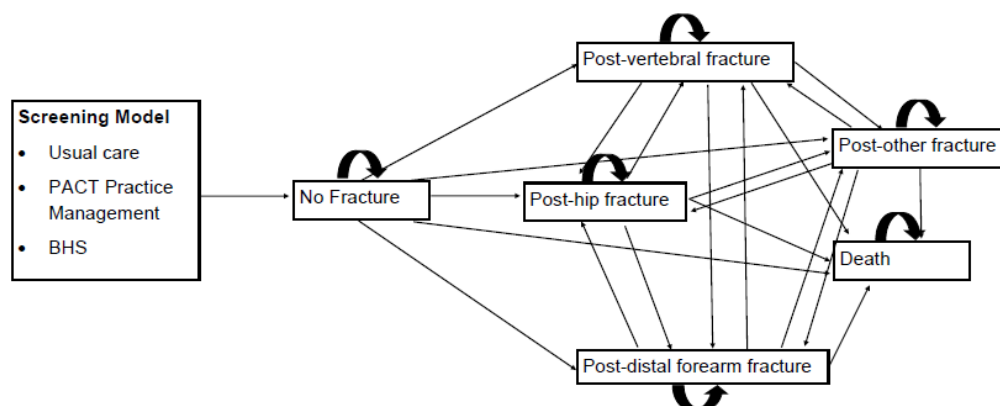 Screening Model
• Usual care
• PACT Practice
Management
• BHS
No Fracture
Post-vertebral fracture
Post-hip fracture
Post-other fracture
Death
Post-distal forearm fracture